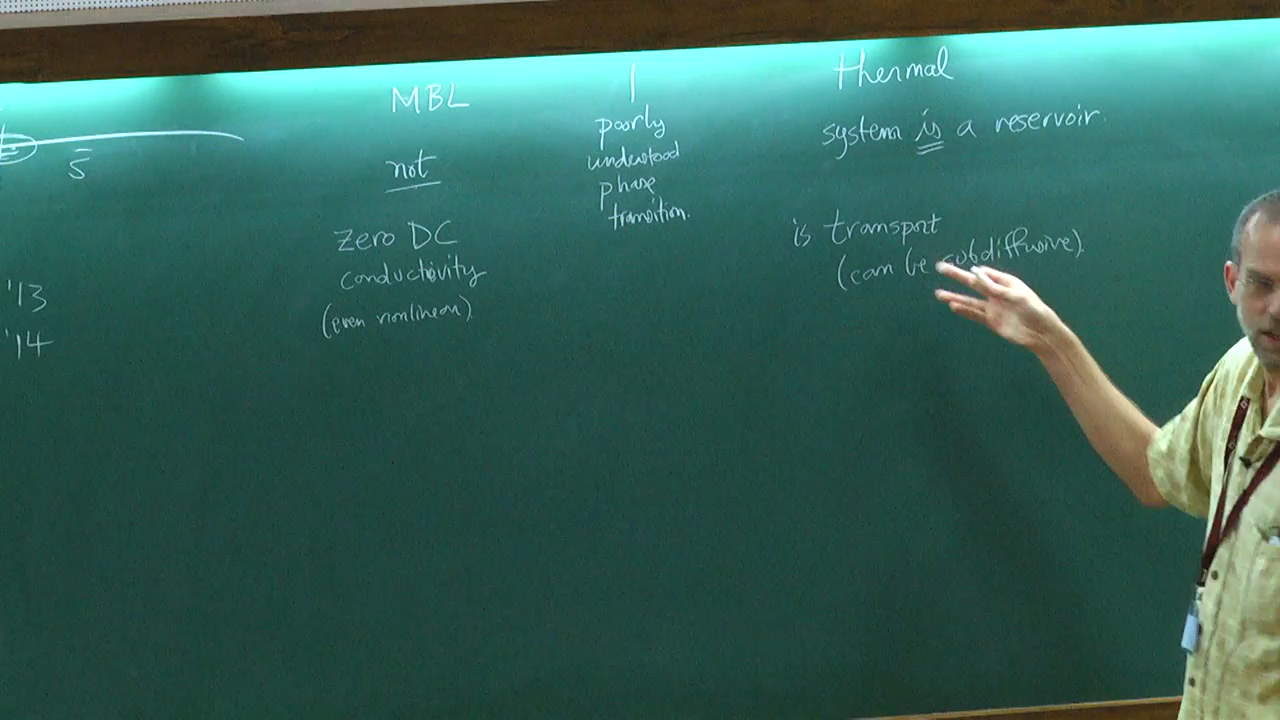 5
'13
'14
MBL
not
zero DC
conductivity
(even nonlinear)
poorly
understood
phase
transition.
thermal
system is a reservoir.
is transport
(can be subdiffusive)